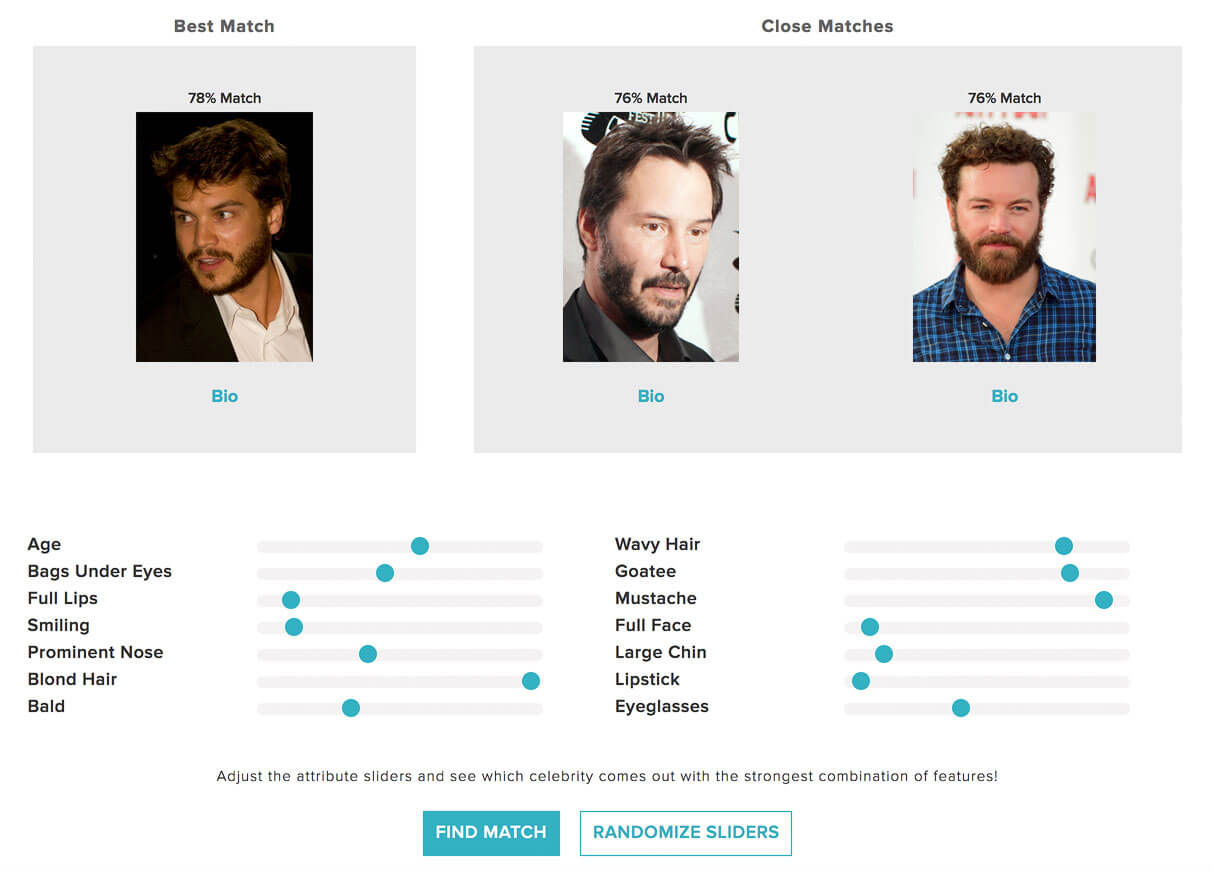 Best Match
Close Matches
78% Match
76% Match
76% Match
FEST
Bio
Bio
Bio
Age
Bags Under Eyes
Full Lips
Smiling
Prominent Nose
Blond Hair
Bald
Wavy Hair
Goatee
Mustache
Full Face
Large Chin
Lipstick
Eyeglasses
Adjust the attribute sliders and see which celebrity comes out with the strongest combination of features!
FIND MATCH
RANDOMIZE SLIDERS